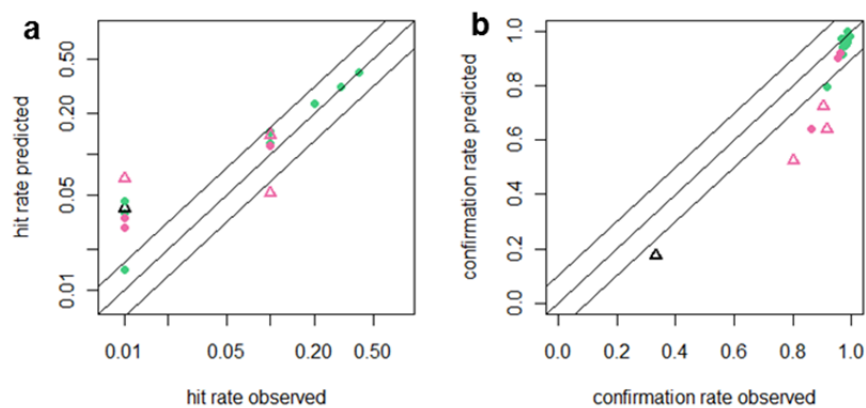 a
hit rate predicted
0.50
0.20
0.05
0.01
0.01 0.05 0.20 0.50
hit rate observed
b
confirmation rate predicted
1.0
0.8
0.6
0.4
0.2
0.0
0.0 0.2 0.4 0.6 0.8 1.0
confirmation rate observed